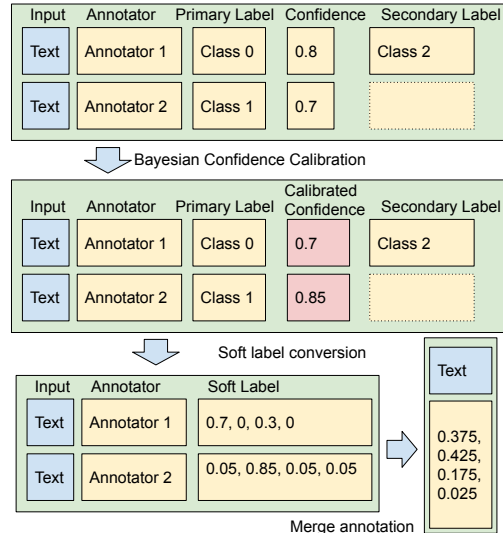 Input Annotator Primary Label Confidence Secondary Label
Text Annotator 1 Class 0 0.8 Class 2
Text Annotator 2 Class 1 0.7
Bayesian Confidence Calibration
Input Annotator Primary Label Calibrated Confidence Secondary Label
Text Annotator 1 Class 0 0.7 Class 2
Text Annotator 2 Class 1 0.85
Soft label conversion
Input Annotator Soft Label
Text Annotator 1 0.7, 0, 0.3, 0
Text Annotator 2 0.05, 0.85, 0.05, 0.05
Text
0.375,
0.425,
0.175,
0.025
Merge annotation